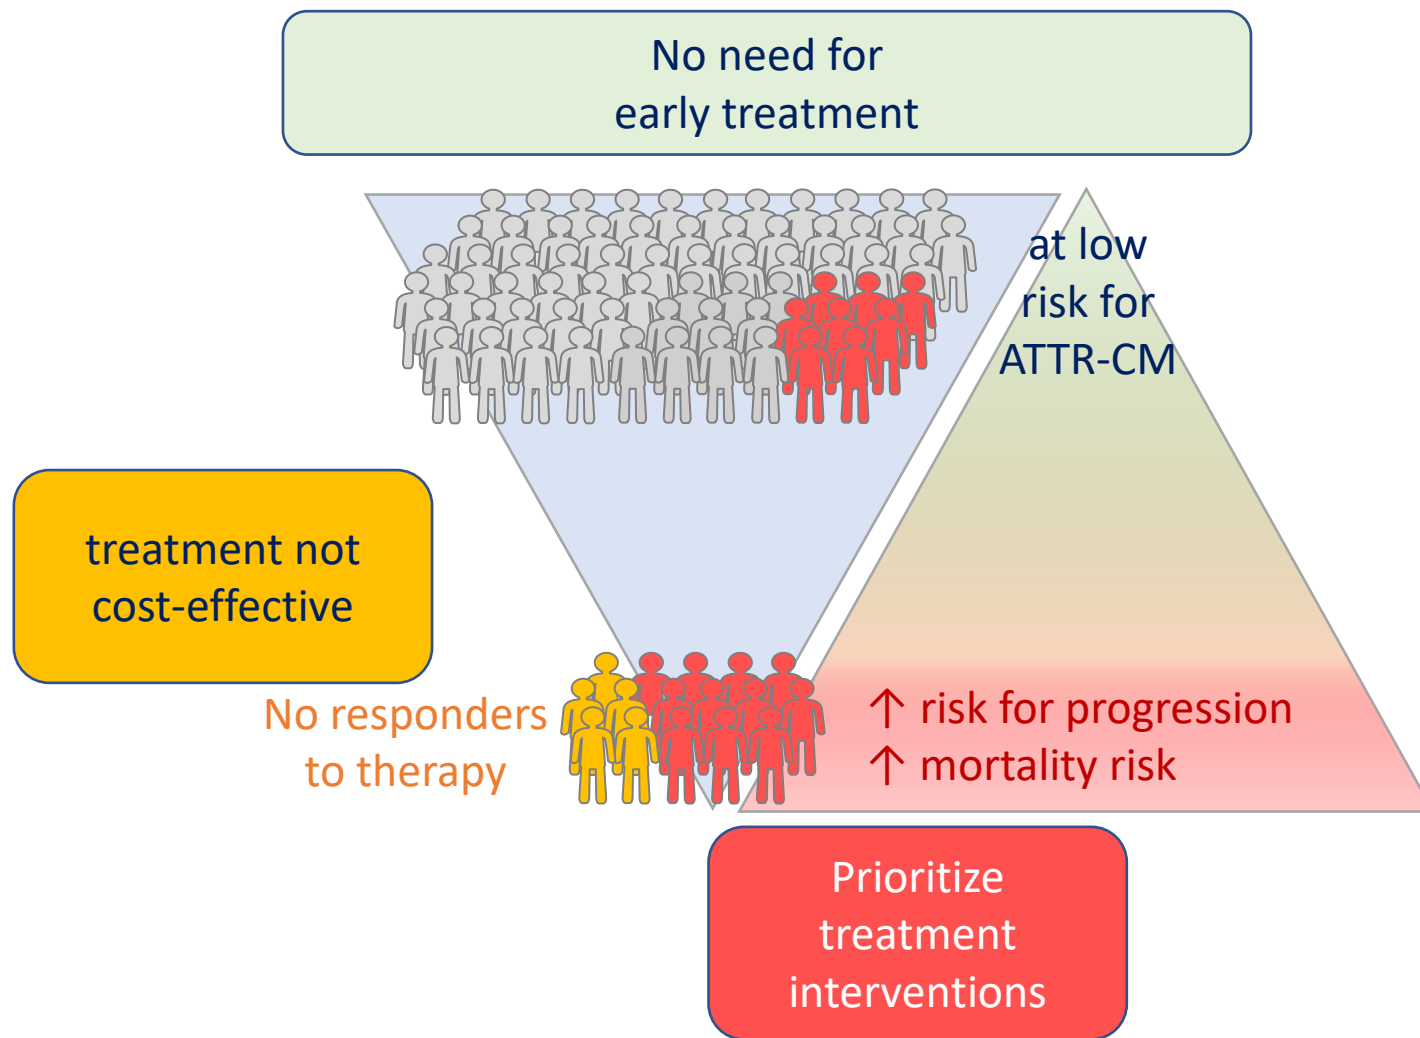 No need for
early treatment
at low
risk for
ATTR-CM
treatment not
cost-effective
No responders
to therapy
↑ risk for progression
↑ mortality risk
Prioritize
treatment
interventions